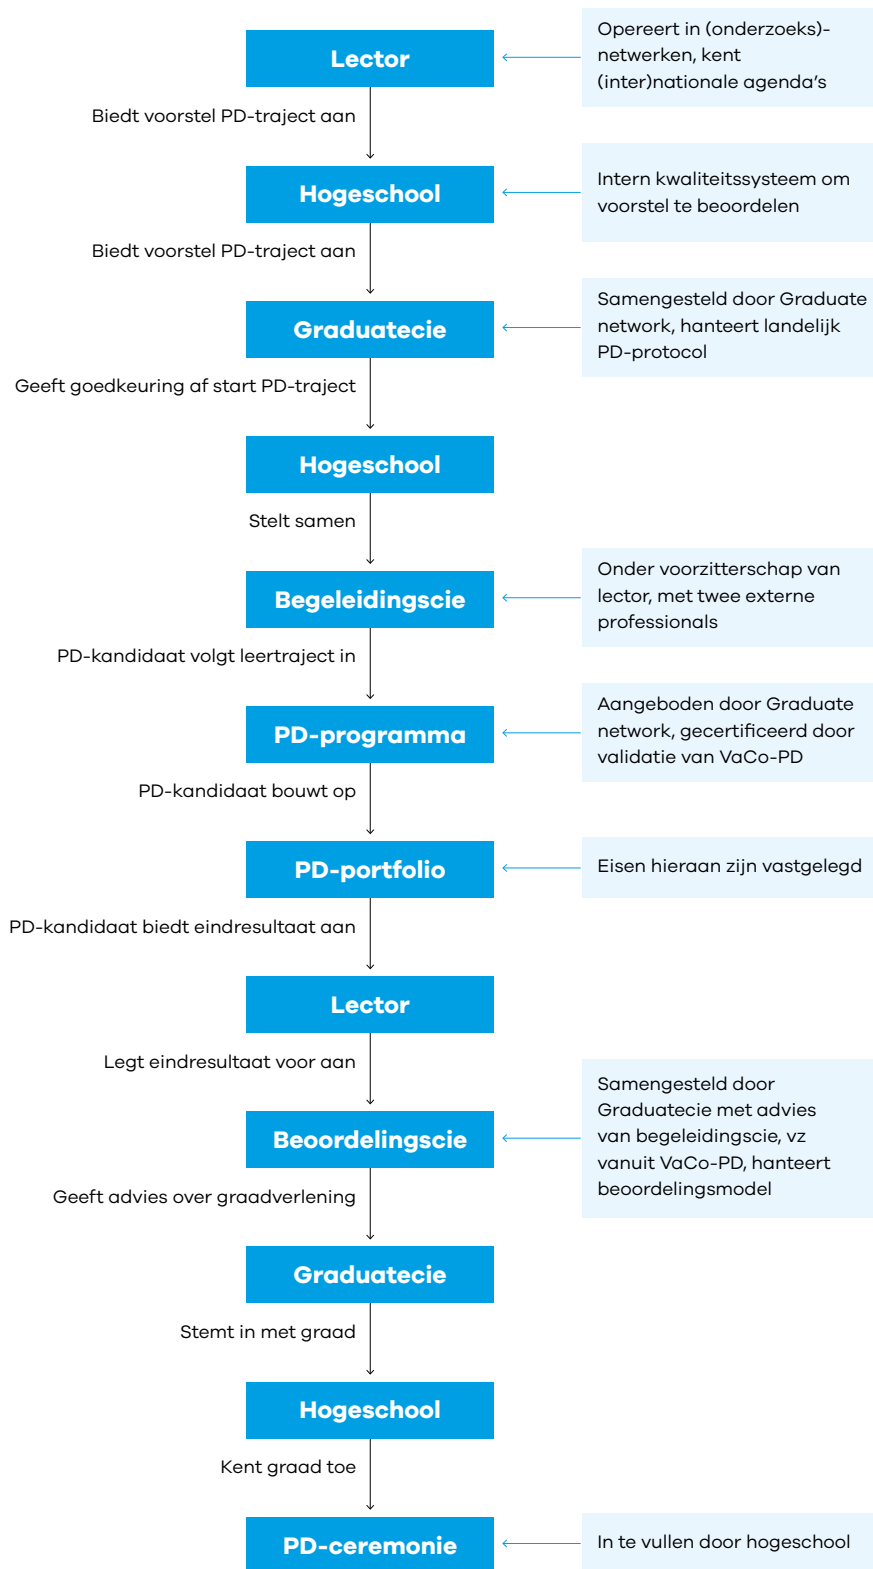 Lector
Opereert in (onderzoeks)-
netwerken, kent
(inter)nationale agenda’s
Biedt voorstel PD-traject aan
Hogeschool
Intern kwaliteitssysteem om
voorstel te beoordelen
Biedt voorstel PD-traject aan
Graduatecie
Samengesteld door Graduate
network, hanteert landelijk
PD-protocol
Geeft goedkeuring af start PD-traject
Hogeschool
Stelt samen
Begeleidingscie
Onder voorzitterschap van
lector, met twee externe
professionals
PD-kandidaat volgt leertraject in
PD-programma
Aangeboden door Graduate
network, gecertificeerd door
validatie van VaCo-PD
PD-kandidaat bouwt op
PD-portfolio
Eisen hieraan zijn vastgelegd
PD-kandidaat biedt eindresultaat aan
Lector
Legt eindresultaat voor aan
Beoordelingscie
Samengesteld door
Graduatecie met advies
van begeleidingscie, vz
vanuit VaCo-PD, hanteert
beoordelingsmodel
Geeft advies over graadverlening
Graduatecie
Stemt in met graad
Hogeschool
Kent graad toe
PD-ceremonie
In te vullen door hogeschool